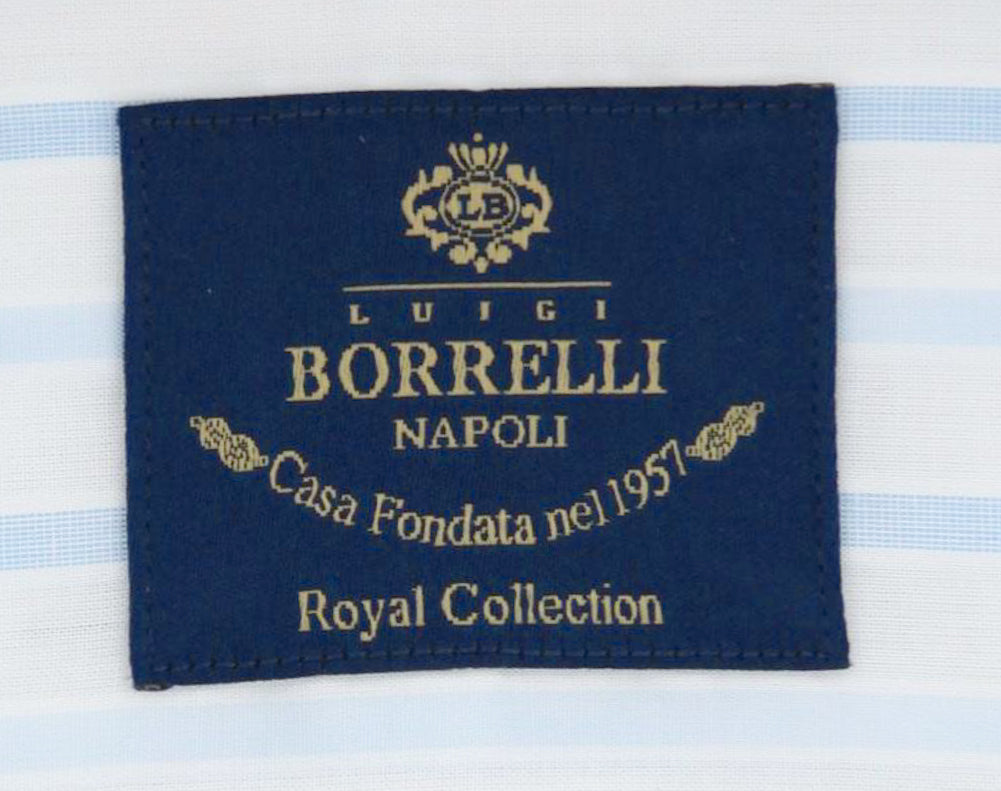 LB
LUIGI
BORRELLI
NAPOLI
Casa Fondata nel 1957
Royal Collection